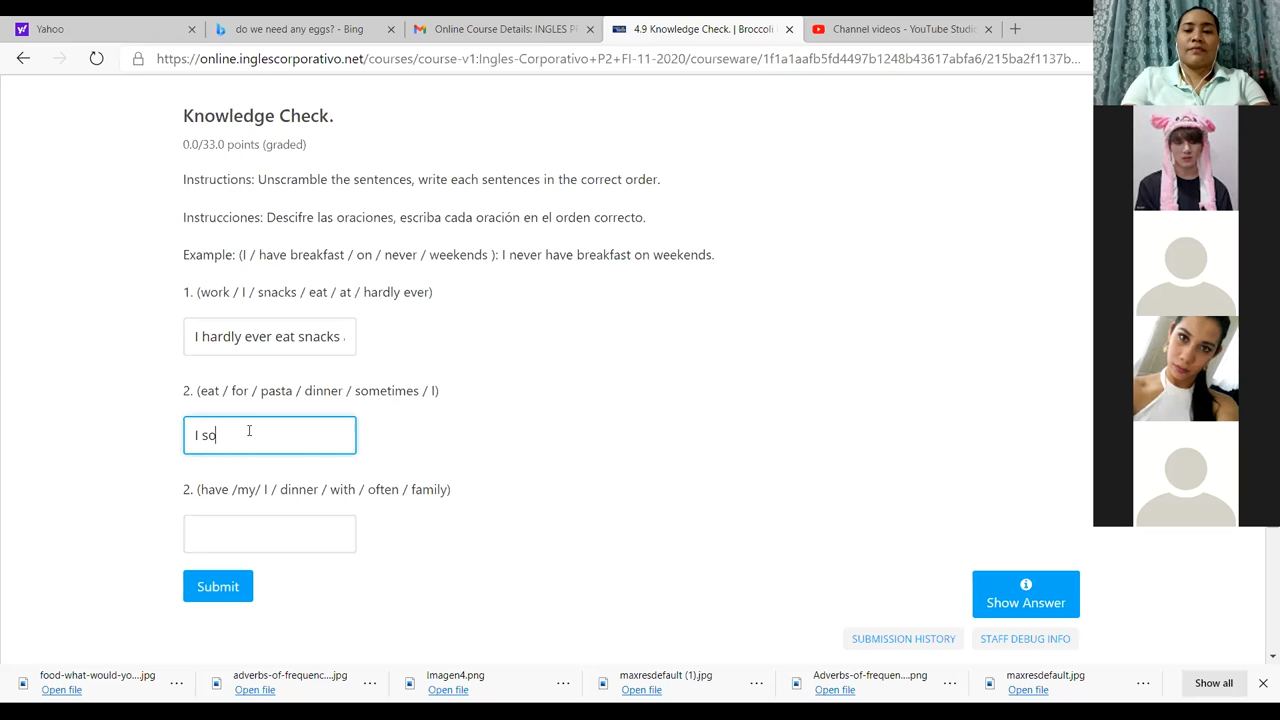 Yahoo
do we need any eggs? - Bing
Online Course Details: INGLES P
4.9 Knowledge Check. | Broccoli
Channel videos - YouTube Studi
https://online.inglescorporativo.net/courses/course-v1:Ingles-Corporativo+P2+FI-11-2020/courseware/1f1a1aafb5fd4497b1248b43617abfa6/215ba2f1137b...
Knowledge Check.
0.0/33.0 points (graded)
Instructions: Unscramble the sentences, write each sentences in the correct order.
Instrucciones: Descifre las oraciones, escriba cada oración en el orden correcto.
Example: (I / have breakfast / on / never / weekends ): I never have breakfast on weekends.
1. (work / I / snacks / eat / at / hardly ever)
I hardly ever eat snacks
2. (eat / for / pasta / dinner / sometimes / I)
I so
2. (have /my/ I / dinner / with / often / family)
Submit
Show Answer
SUBMISSION HISTORY
STAFF DEBUG INFO
food-what-would-yo....jpg
Open file
adverbs-of-frequenc....jpg
Open file
Imagen4.png
Open file
maxresdefault (1).jpg
Open file
Adverbs-of-frequen....png
Open file
maxresdefault.jpg
Open file
Show all